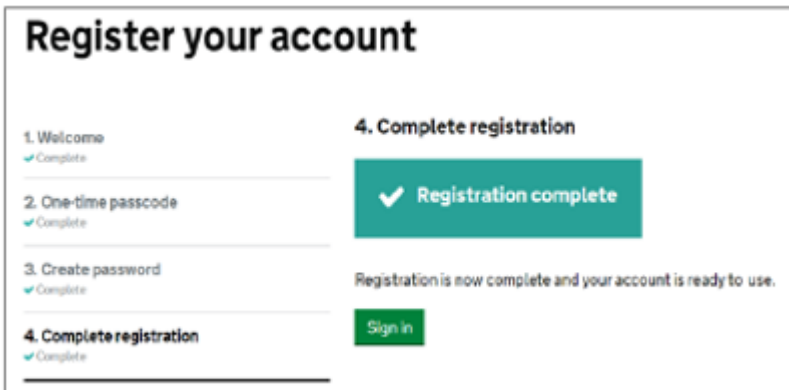 Register your account
1. Welcome
Complete
2. One-time passcode
Complete
3. Create password
Complete
4. Complete registration
Complete
4. Complete registration
Registration complete
Registration is now complete and your account is ready to use.
Sign in